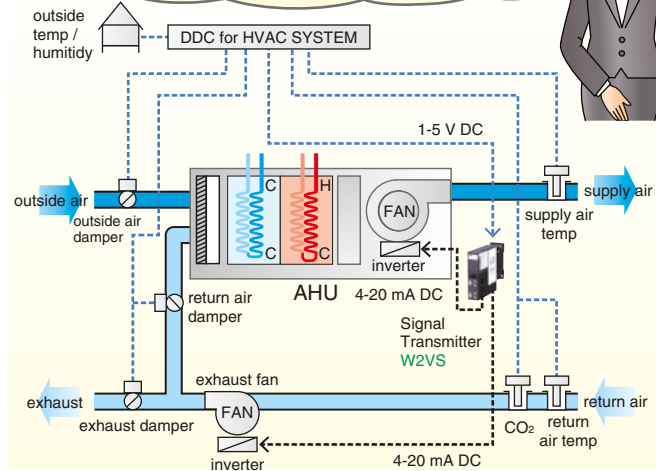 outside
temp /
humitidy
DDC for HVAC SYSTEM
1-5 V DC
outside air
outside air
damper
C
H
C
C
FAN
inverter
supply air
supply air
temp
AHU
4-20 mA DC
return air
damper
Signal
Transmitter
W2VS
exhaust
exhaust damper
exhaust fan
FAN
inverter
4-20 mA DC
CO₂
return
air temp
return air